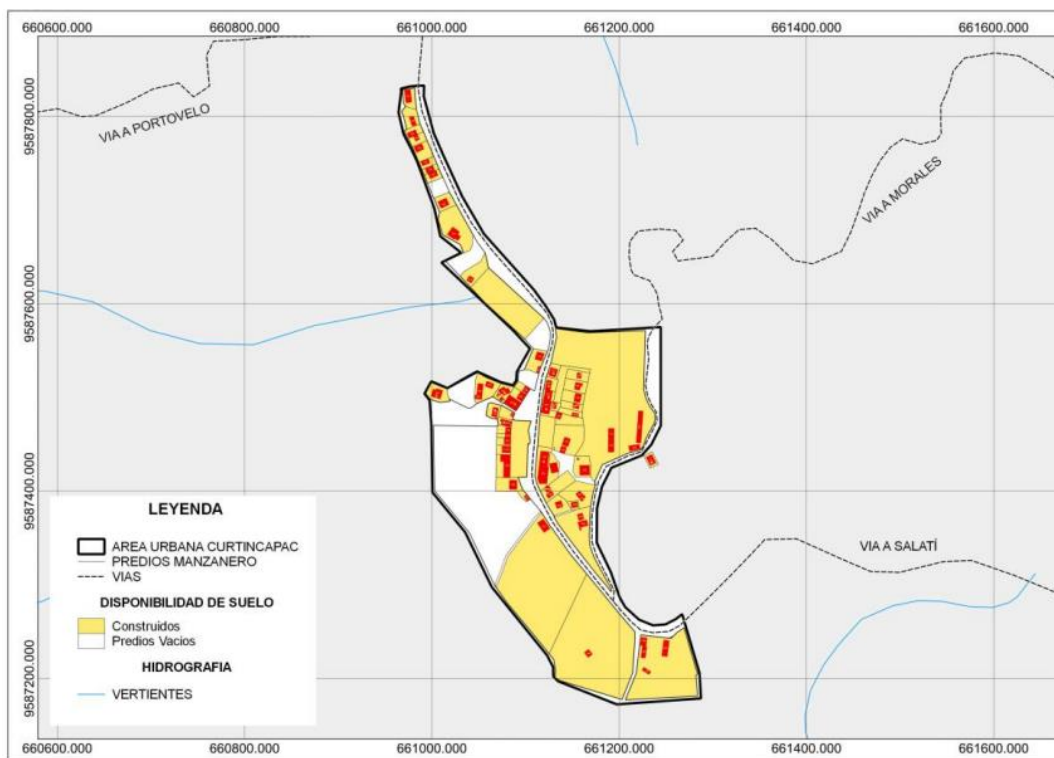 660600.000 660800.000 661000.000 661200.000 661400.000 661600.000
9587800.000
9587600.000
9587400.000
9587200.000
VIA A PORTOVELO
VIA A MORALES
VIA A SALATÍ
LEYENDA
AREA URBANA CURTINCAPAC
PREDIOS MANZANERO
VIAS
DISPONIBILIDAD DE SUELO
Construidos
Predios Vacios
HIDROGRAFIA
VERTIENTES
660600.000 660800.000 661000.000 661200.000 661400.000 661600.000